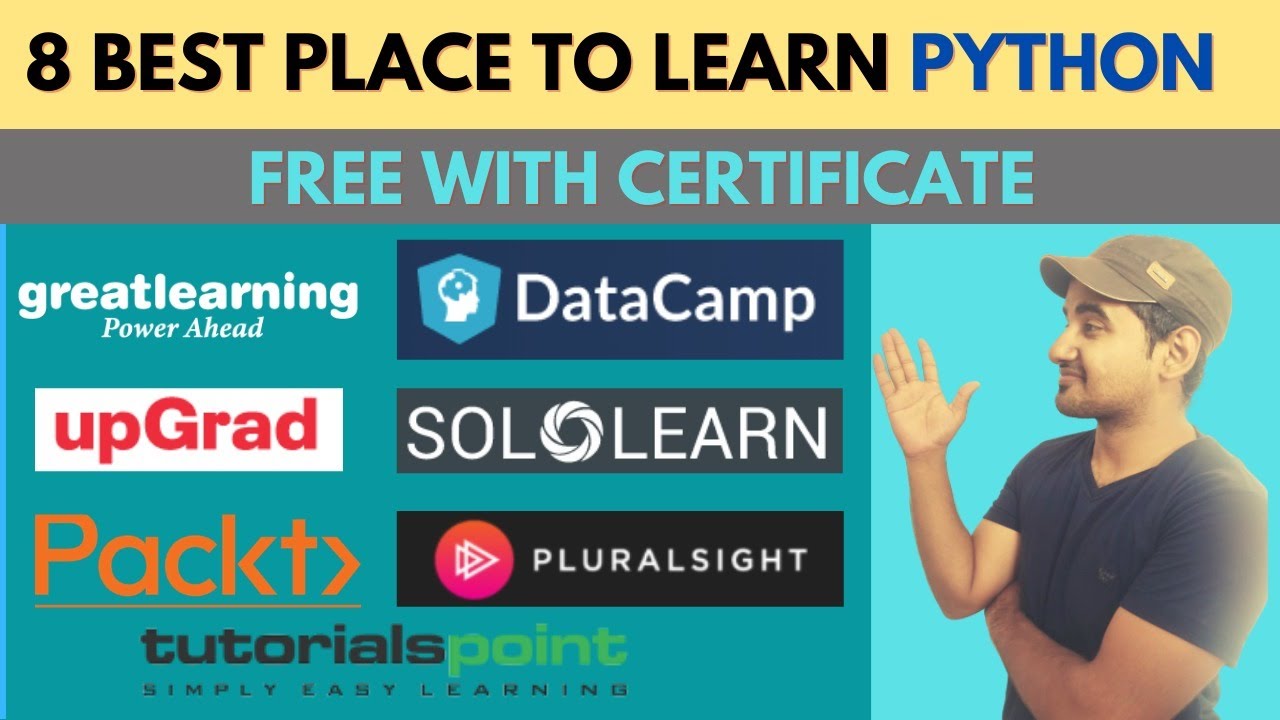 8 BEST PLACE TO LEARN PYTHON
FREE WITH CERTIFICATE
greatlearning
Power Ahead
DataCamp
upGrad
SOLOLEARN
Packt
PLURALSIGHT
tutorialspoint
SIMPLY EASY LEARNING